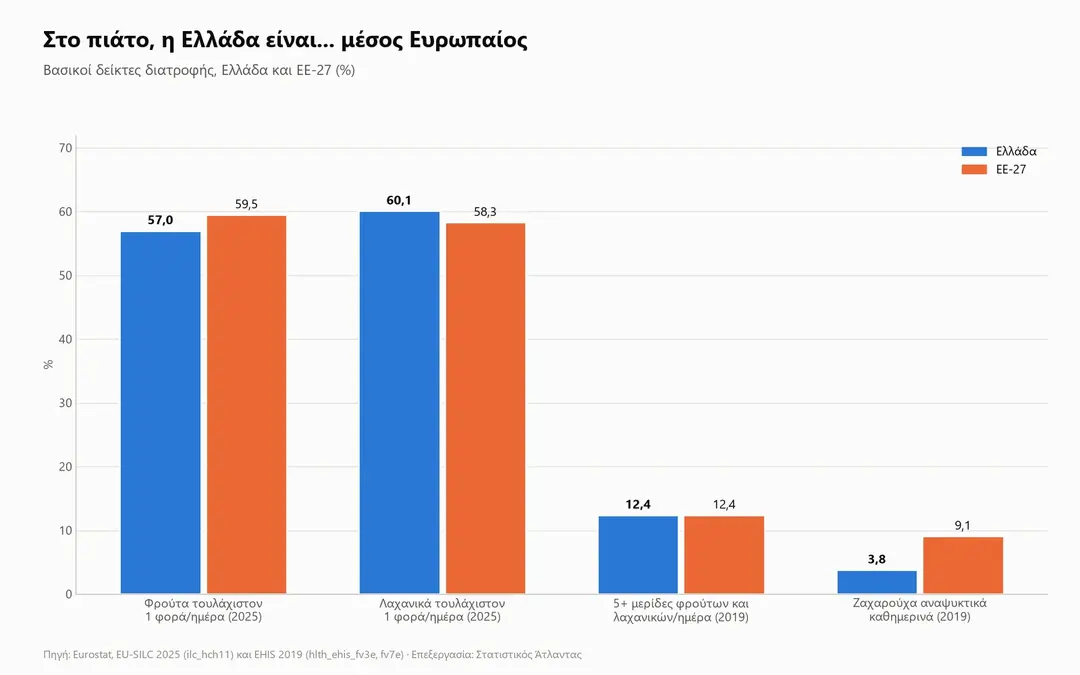 Στο πιάτο, η Ελλάδα είναι... μέσος Ευρωπαίος
Βασικοί δείκτες διατροφής, Ελλάδα και ΕΕ-27 (%)
Ελλάδα
ΕΕ-27
%
70
60
50
40
30
20
10
0
57,0
59,5
60,1
58,3
12,4
12,4
3,8
9,1
Φρούτα τουλάχιστον
1 φορά/ημέρα (2025)
Λαχανικά τουλάχιστον
1 φορά/ημέρα (2025)
5+ μερίδες φρούτων και
λαχανικών/ημέρα (2019)
Ζαχαρούχα αναψυκτικά
καθημερινά (2019)
Πηγή: Eurostat, EU-SILC 2025 (ilc_hch11) και EHIS 2019 (hlth_ehis_fv3e, fv7e) · Επεξεργασία: Στατιστικός Άτλαντας